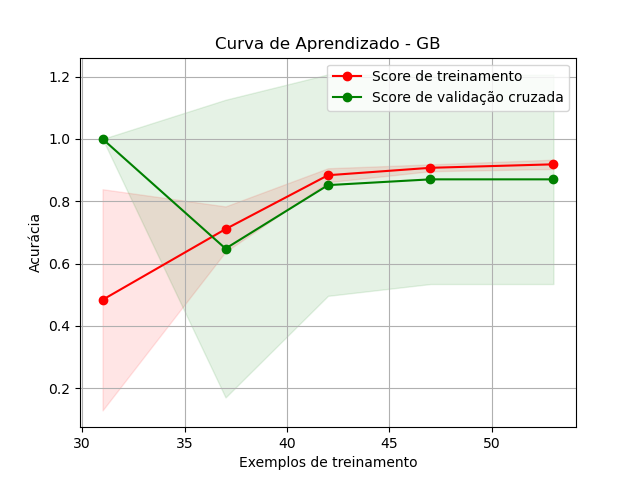 Curva de Aprendizado - GB
Score de treinamento
Score de validação cruzada
Acurácia
1.2
1.0
0.8
0.6
0.4
0.2
30 35 40 45 50
Exemplos de treinamento